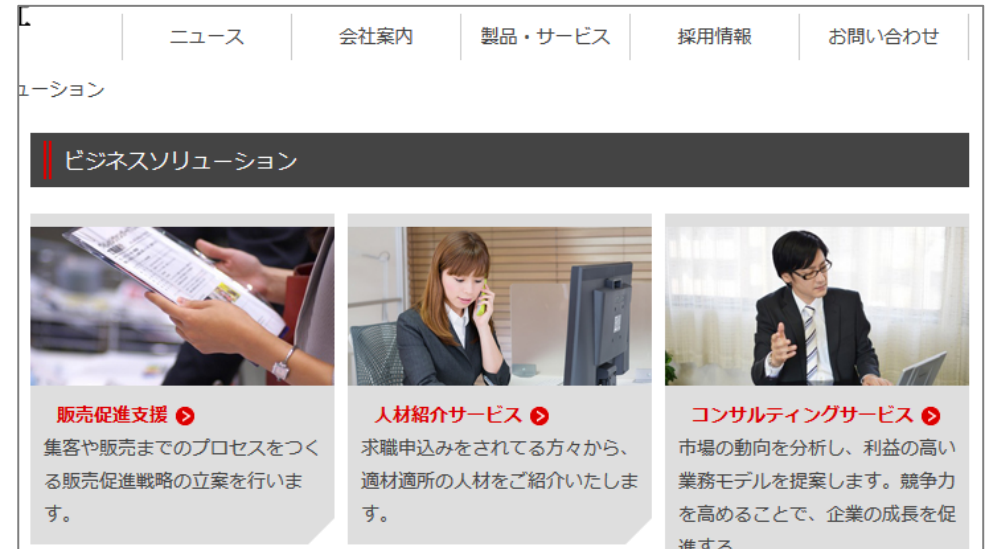 ニュース
会社案内
製品・サービス
採用情報
お問い合わせ
ューション
ビジネスソリューション
販売促進支援
集客や販売までのプロセスをつく
る販売促進戦略の立案を行いま
す。
人材紹介サービス
求職申込みをされてる方々から、
適材適所の人材をご紹介いたしま
す。
コンサルティングサービス
市場の動向を分析し、利益の高い
業務モデルを提案します。競争力
を高めることで、企業の成長を促
進する